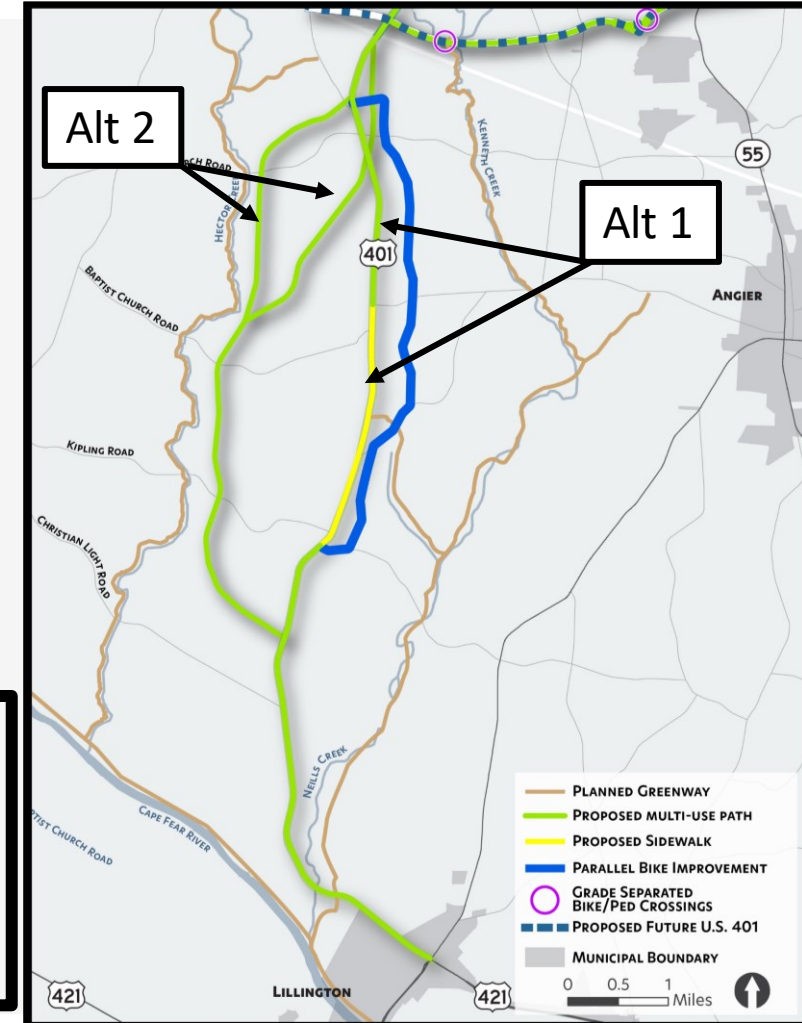 Alt 2
RCH ROAD
HECTOR CREEK
KENNETH CREEK
55
Alt 1
401
ANGIER
BAPTIST CHURCH ROAD
KIPLING ROAD
CHRISTIAN LIGHT ROAD
NEILLS CREEK
CAPE FEAR RIVER
PTIST CHURCH ROAD
PLANNED GREENWAY
PROPOSED MULTI-USE PATH
PROPOSED SIDEWALK
PARALLEL BIKE IMPROVEMENT
GRADE SEPARATED
BIKE/PED CROSSINGS
PROPOSED FUTURE U.S. 401
MUNICIPAL BOUNDARY
0 0.5 1
Miles
421
LILLINGTON
421